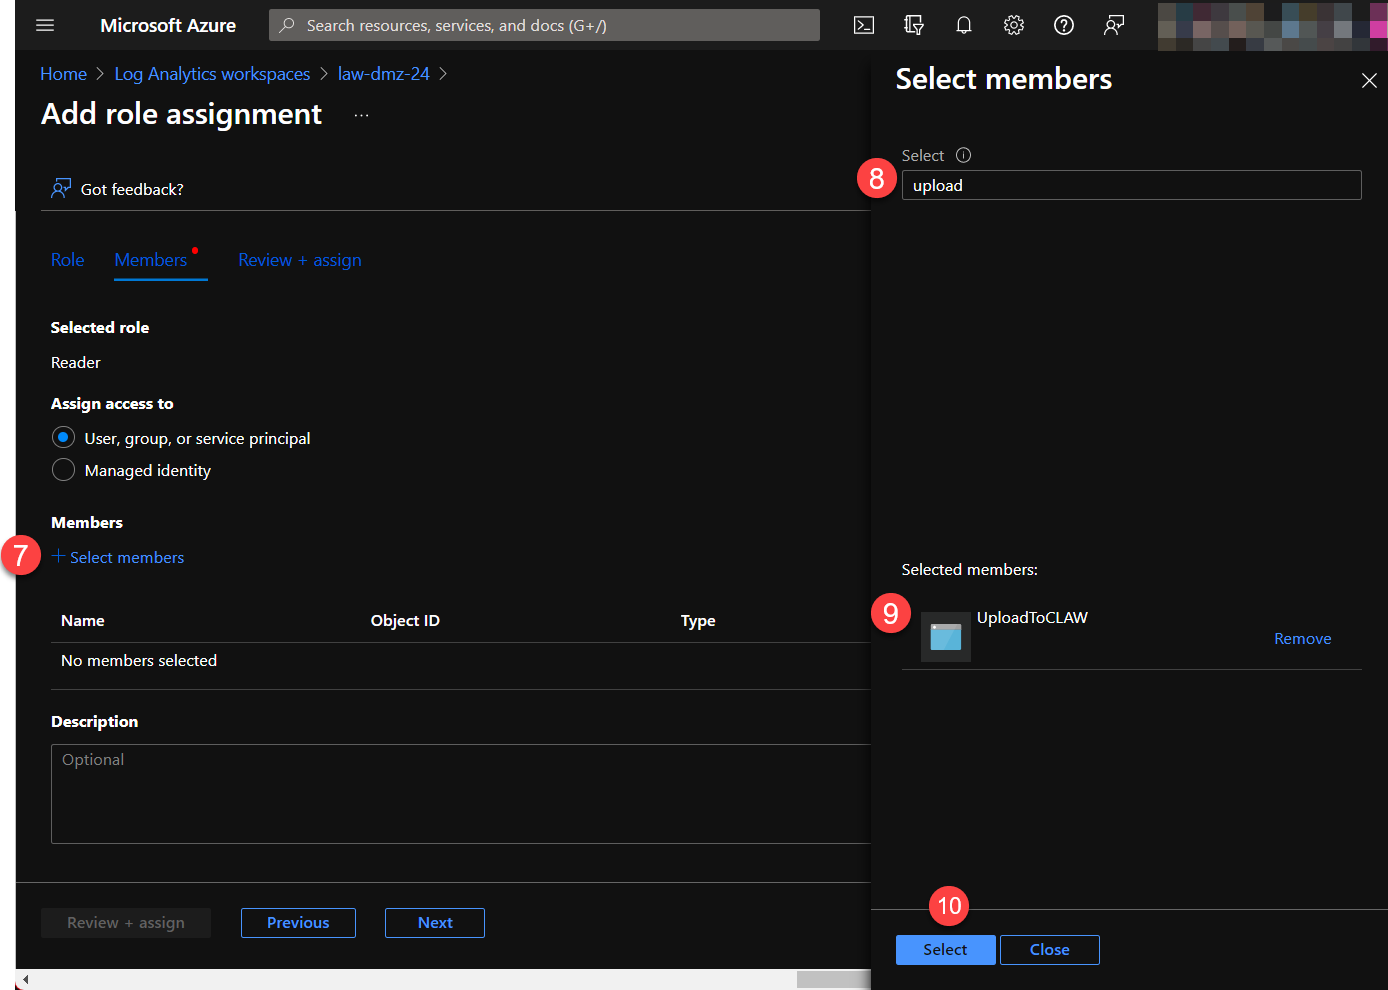 Microsoft Azure
Search resources, services, and docs (G+/)
Home > Log Analytics workspaces > law-dmz-24 >
Add role assignment ...
Got feedback?
Role Members Review + assign
Selected role
Reader
Assign access to
User, group, or service principal
Managed identity
Members
7
+ Select members
Name Object ID Type
No members selected
Description
Optional
Review + assign Previous Next
Select members
Select
8
upload
Selected members:
9
UploadToCLAW
Remove
10
Select Close